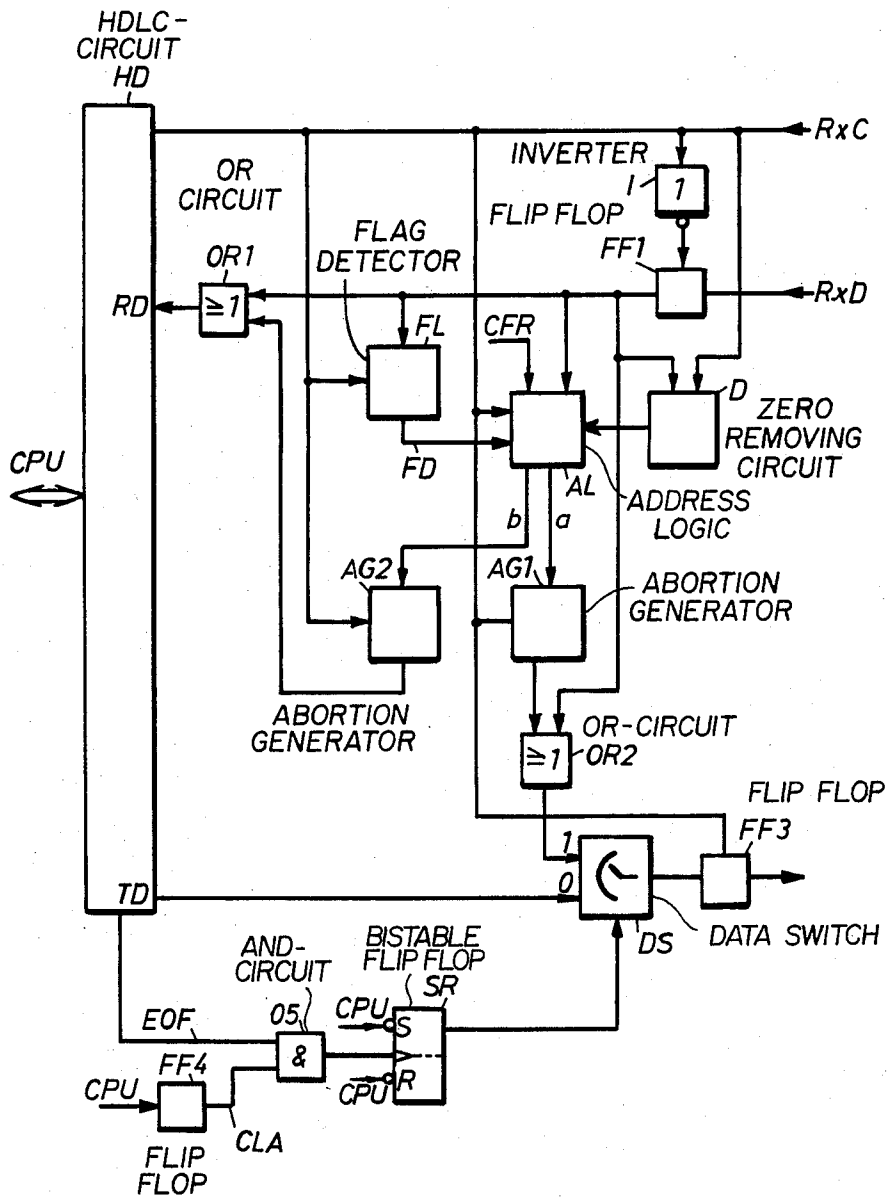 HDLC-
CIRCUIT
HD
RxC
INVERTER
I
1
OR
CIRCUIT
FLIP FLOP
FLAG
DETECTOR
FF1
OR1
≥1
RD
RxD
CFR
FL
D
ZERO
REMOVING
CIRCUIT
CPU
FD
AL
ADDRESS
LOGIC
b
a
AG2
AG1
ABORTION
GENERATOR
ABORTION
GENERATOR
OR-CIRCUIT
≥1
OR2
FLIP FLOP
FF3
1
0
TD
DS
DATA SWITCH
AND-
CIRCUIT
BISTABLE
FLIP FLOP
SR
EOF
05
CPU
S
&
FF4
CPU
CPU
R
CLA
FLIP
FLOP